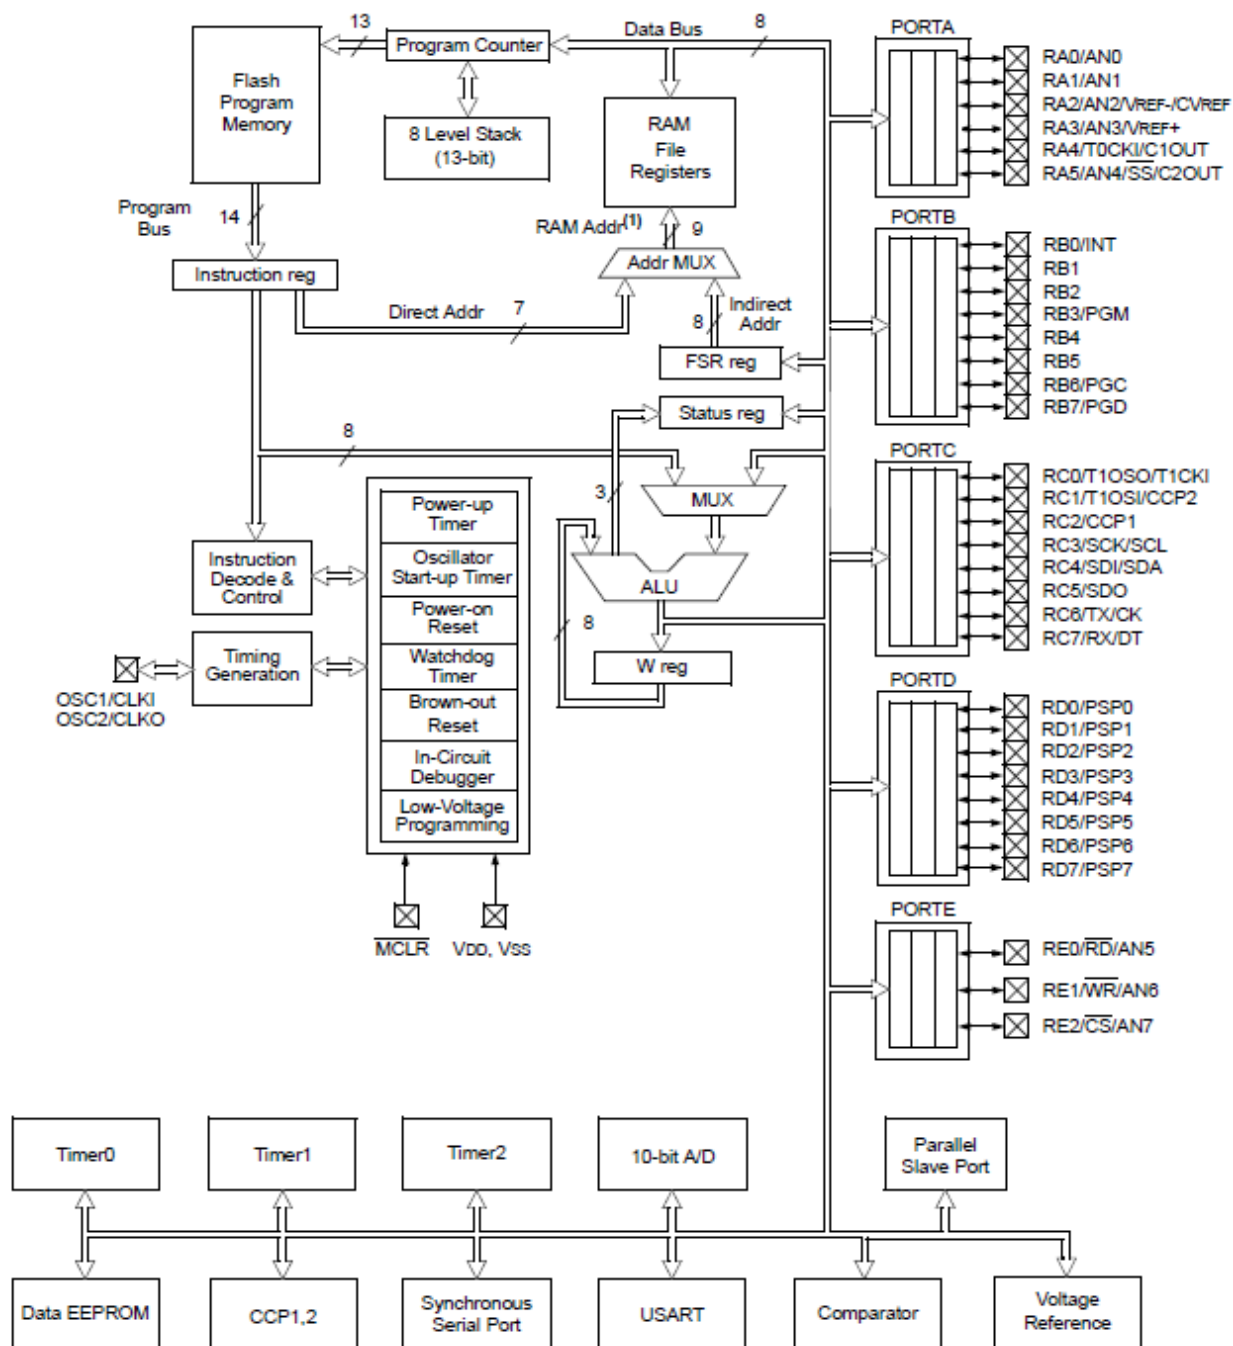 13
Data Bus
8
Program Counter
Flash
Program
Memory
8 Level Stack
(13-bit)
RAM
File
Registers
Program
Bus
14
RAM Addr(1)
9
Addr MUX
Instruction reg
Direct Addr
7
Indirect
Addr
8
FSR reg
Status reg
8
3
MUX
Power-up
Timer
Oscillator
Start-up Timer
Power-on
Reset
Watchdog
Timer
Brown-out
Reset
In-Circuit
Debugger
Low-Voltage
Programming
Instruction
Decode &
Control
Timing
Generation
OSC1/CLKI
OSC2/CLKO
ALU
8
W reg
MCLR
VDD, VSS
PORTA
RA0/AN0
RA1/AN1
RA2/AN2/VREF-/CVREF
RA3/AN3/VREF+
RA4/T0CKI/C1OUT
RA5/AN4/SS/C2OUT
PORTB
RB0/INT
RB1
RB2
RB3/PGM
RB4
RB5
RB6/PGC
RB7/PGD
PORTC
RC0/T1OSO/T1CKI
RC1/T1OSI/CCP2
RC2/CCP1
RC3/SCK/SCL
RC4/SDI/SDA
RC5/SDO
RC6/TX/CK
RC7/RX/DT
PORTD
RD0/PSP0
RD1/PSP1
RD2/PSP2
RD3/PSP3
RD4/PSP4
RD5/PSP5
RD6/PSP6
RD7/PSP7
PORTE
RE0/RD/AN5
RE1/WR/AN6
RE2/CS/AN7
Timer0
Timer1
Timer2
10-bit A/D
Parallel
Slave Port
Data EEPROM
CCP1,2
Synchronous
Serial Port
USART
Comparator
Voltage
Reference